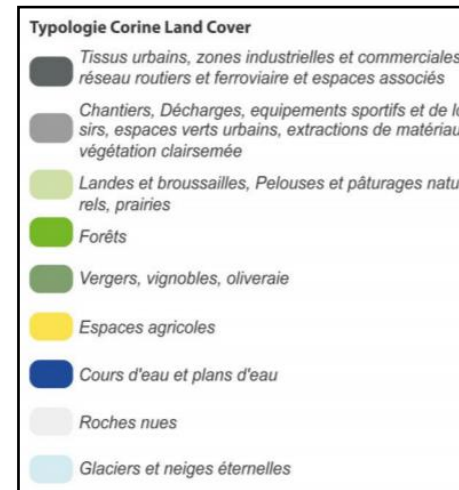 Typologie Corine Land Cover
Tissus urbains, zones industrielles et commerciales
réseau routiers et ferroviaire et espaces associés
Chantiers, Décharges, equipements sportifs et de lo
sirs, espaces verts urbains, extractions de matériau
végétation clairsemée
Landes et broussailles, Pelouses et pâturages natu
rels, prairies
Forêts
Vergers, vignobles, oliveraie
Espaces agricoles
Cours d'eau et plans d'eau
Roches nues
Glaciers et neiges éternelles